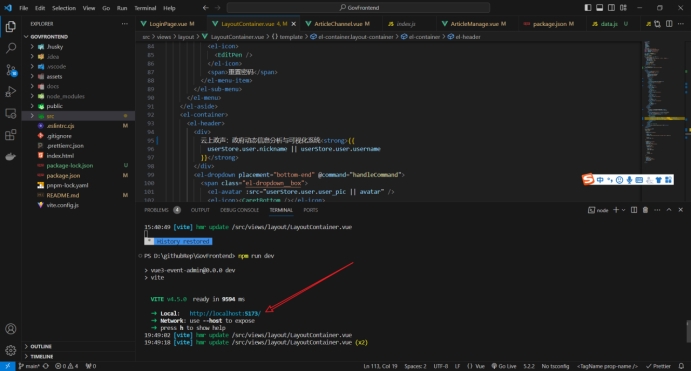 File Edit Selection View Go Run Terminal Help
GovFrontend
EXPLORER
LoginPage.vue
LayoutContainer.vue 4, M
ArticleChannel.vue
index.js
ArticleManage.vue M
package.json M
data.js
src > views > layout > LayoutContainer.vue > {} template > el-container.layout-container > el-container > el-header
GOVFRONTEND
.husky
.idea
.vscode
assets
docs
node_modules
public
src
.eslintrc.cjs M
.gitignore
.prettierrc.json
index.html
package-lock.json
package.json M
pnpm-lock.yaml
README.md M
vite.config.js
OUTLINE
TIMELINE
84 <el-icon>
85 <EditPen />
86 </el-icon>
87 <span>重置密码</span>
88 </el-menu-item>
89 </el-sub-menu>
90 </el-menu>
91 </el-aside>
92 <el-container>
93 <el-header>
94 <div>
95 云上政声：政府动态信息分析与可视化系统<strong>{{
96 userStore.user.nickname || userStore.user.username
97 }}</strong>
98 </div>
99 <el-dropdown placement="bottom-end" @command="handleCommand">
100 <span class="el-dropdown__box">
101 <el-avatar :src="userStore.user.user_pic || avatar" />
102 <el-icon><CaretBottom /></el-icon>
PROBLEMS 4 OUTPUT DEBUG CONSOLE TERMINAL PORTS
node
15:40:49 [vite] hmr update /src/views/layout/LayoutContainer.vue
* History restored
PS D:\githubRep\GovFrontend> npm run dev
> vue3-event-admin@0.0.0 dev
> vite
VITE v4.5.0 ready in 9594 ms
➜ Local: http://localhost:5173/
➜ Network: use --host to expose
➜ press h to show help
19:49:02 [vite] hmr update /src/views/layout/LayoutContainer.vue
19:49:18 [vite] hmr update /src/views/layout/LayoutContainer.vue (x2)
main* Ln 113, Col 19 Spaces: 2 UTF-8 LF {} Vue Go Live 5.2.2 No tsconfig <TagName prop-name /> Prettier